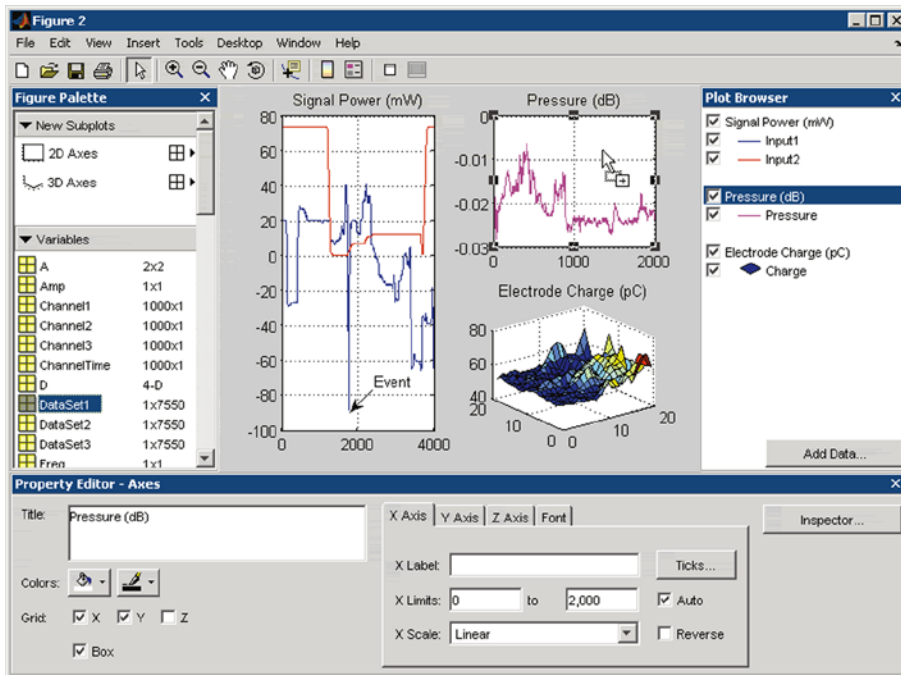 Figure 2
File Edit View Insert Tools Desktop Window Help
Figure Palette
New Subplots
2D Axes
3D Axes
Variables
A 2x2
Amp 1x1
Channel1 1000x1
Channel2 1000x1
Channel3 1000x1
ChannelTime 1000x1
D 4-D
DataSet1 1x7550
DataSet2 1x7550
DataSet3 1x7550
Freq 1x1
Signal Power (mW)
80
60
40
20
0
-20
-40
-60
-80
-100
0 2000 4000
Event
Pressure (dB)
0
-0.01
-0.02
-0.03
0 1000 2000
Electrode Charge (pC)
80
60
40
20 10 0
0 10 20
Plot Browser
Signal Power (mW)
Input1
Input2
Pressure (dB)
Pressure
Electrode Charge (pC)
Charge
Add Data...
Property Editor - Axes
Title: Pressure (dB)
Colors:
Grid: X Y Z
Box
X Axis Y Axis Z Axis Font
X Label: Ticks...
X Limits: 0 to 2,000 Auto
X Scale: Linear Reverse
Inspector...